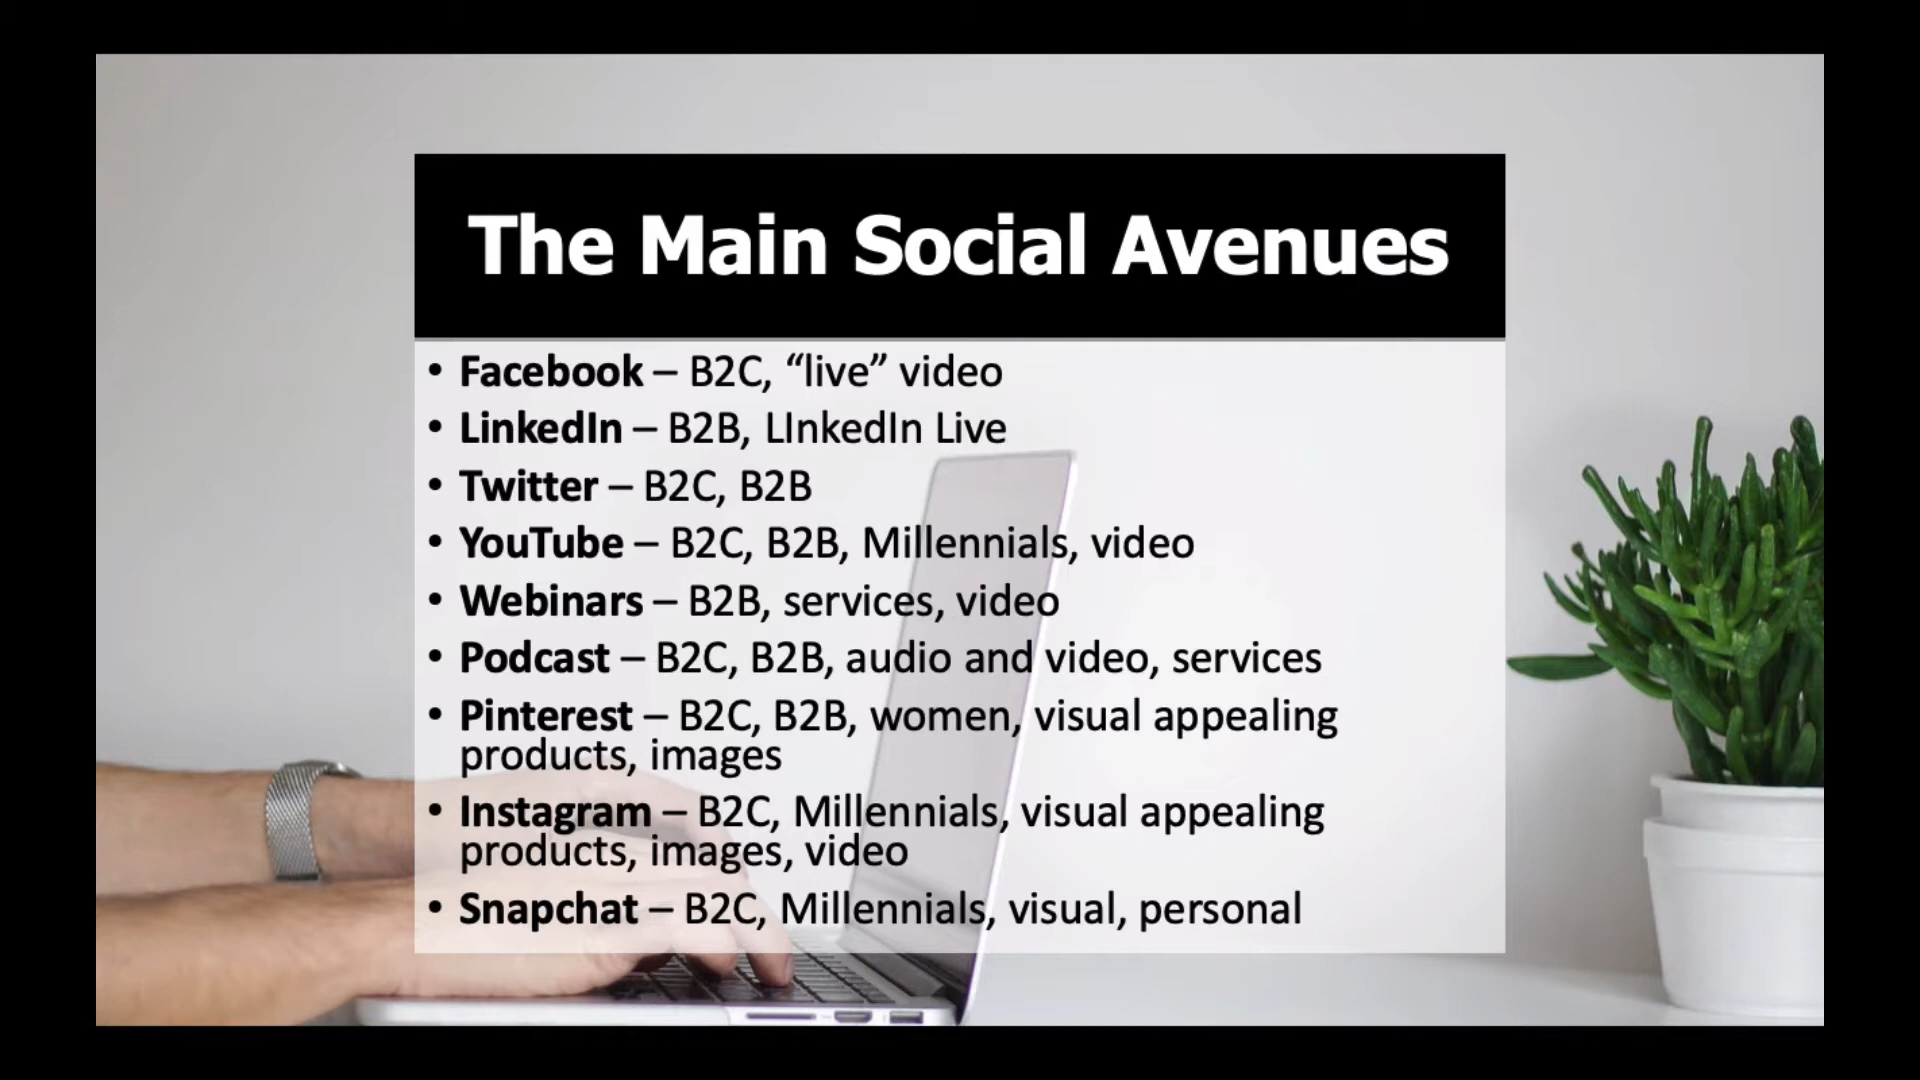 The Main Social Avenues
• Facebook – B2C, “live” video
• LinkedIn – B2B, LInkedIn Live
• Twitter – B2C, B2B
• YouTube – B2C, B2B, Millennials, video
• Webinars – B2B, services, video
• Podcast – B2C, B2B, audio and video, services
• Pinterest – B2C, B2B, women, visual appealing
products, images
• Instagram – B2C, Millennials, visual appealing
products, images, video
• Snapchat – B2C, Millennials, visual, personal